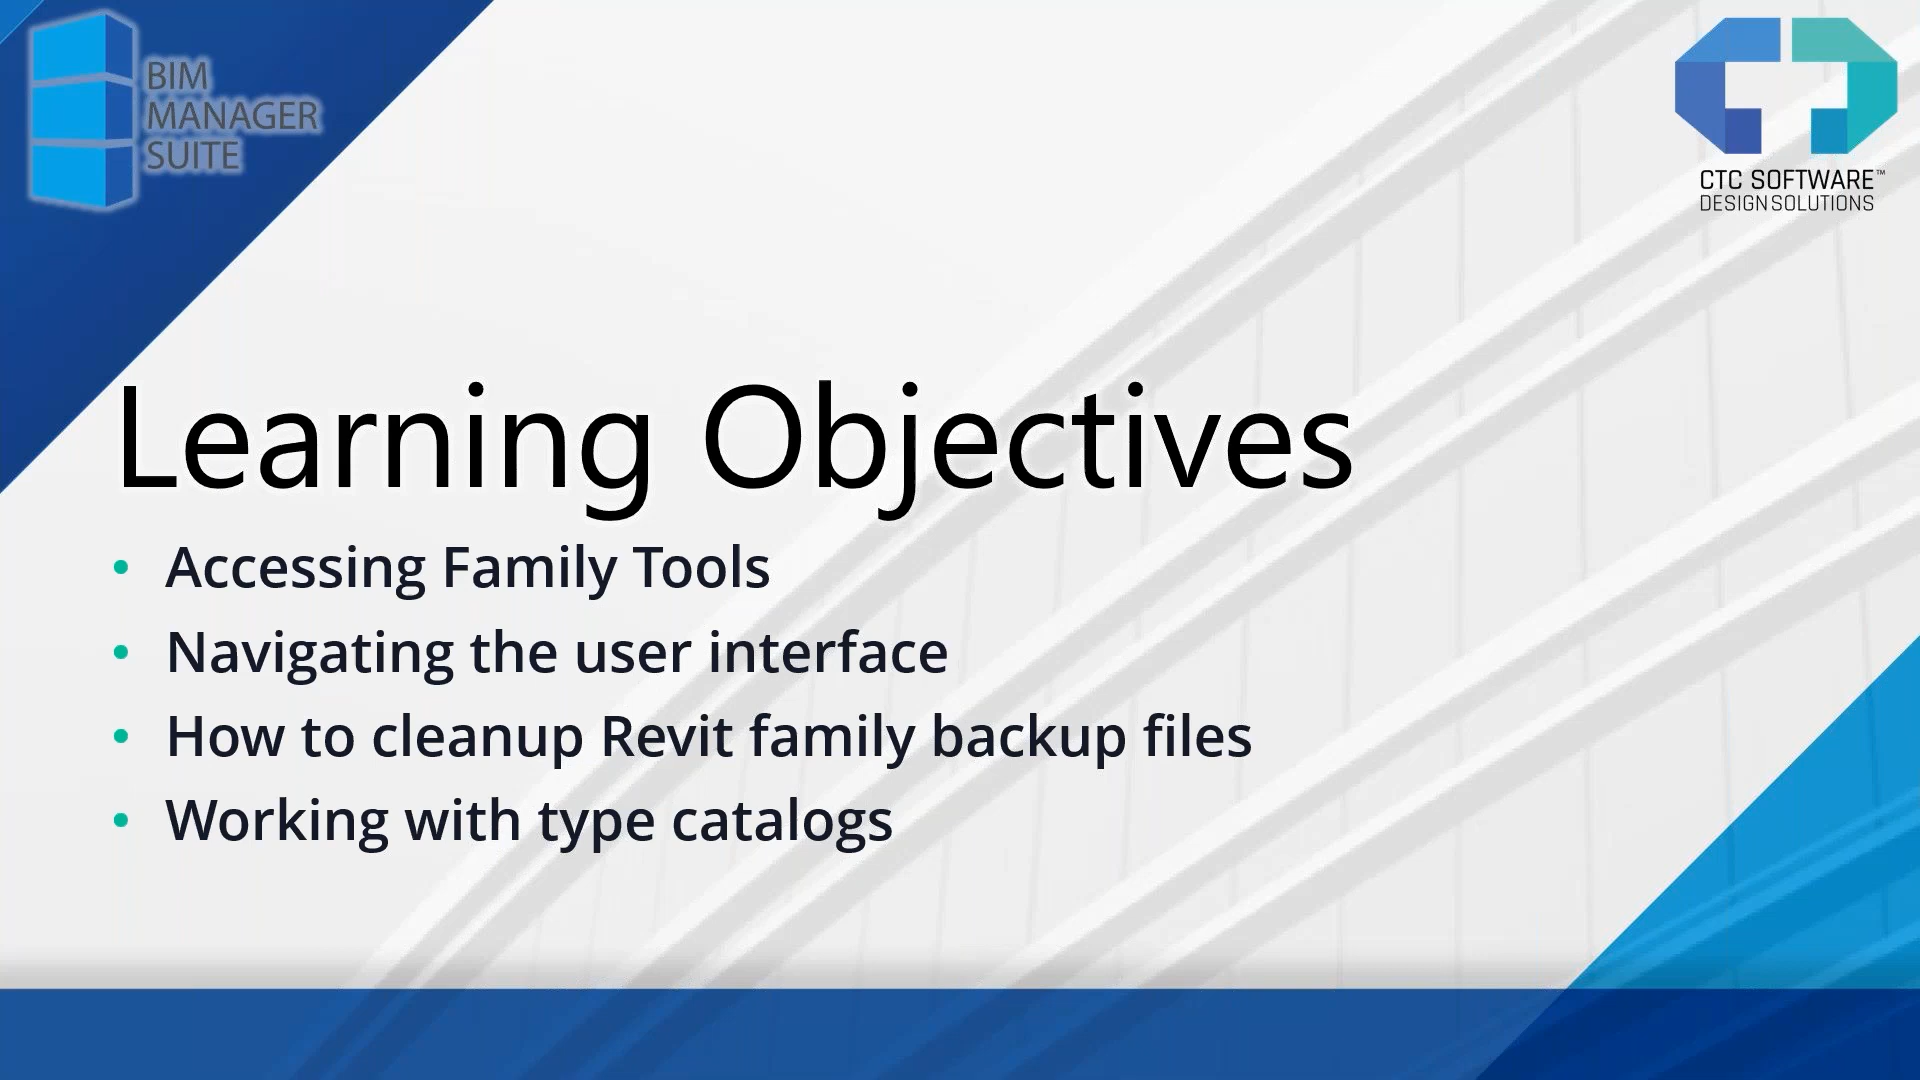 BIM
MANAGER
SUITE
CTC SOFTWARE™
DESIGN SOLUTIONS
Learning Objectives
• Accessing Family Tools
• Navigating the user interface
• How to cleanup Revit family backup files
• Working with type catalogs